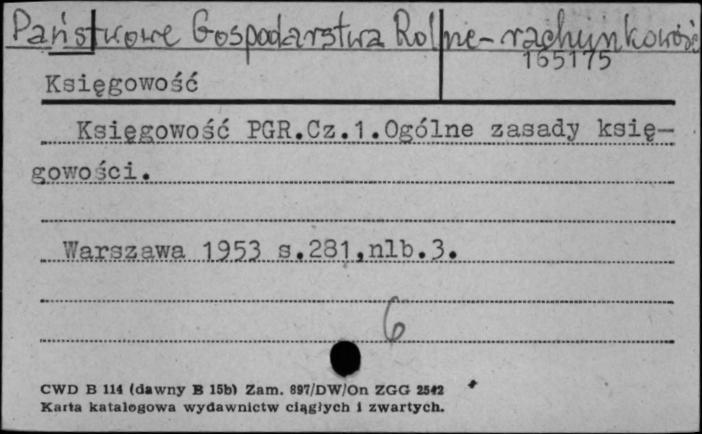 Państwowe Gospodarstwa Rolne - rachunkowość
165175
Księgowość
Księgowość PGR.Cz.1.Ogólne zasady księ-
gowości.
Warszawa 1953 s.281,nlb.3.
6
CWD B 114 (dawny B 15b) Zam. 897/DW/On ZGG 2542
Karta katalogowa wydawnictw ciągłych i zwartych.